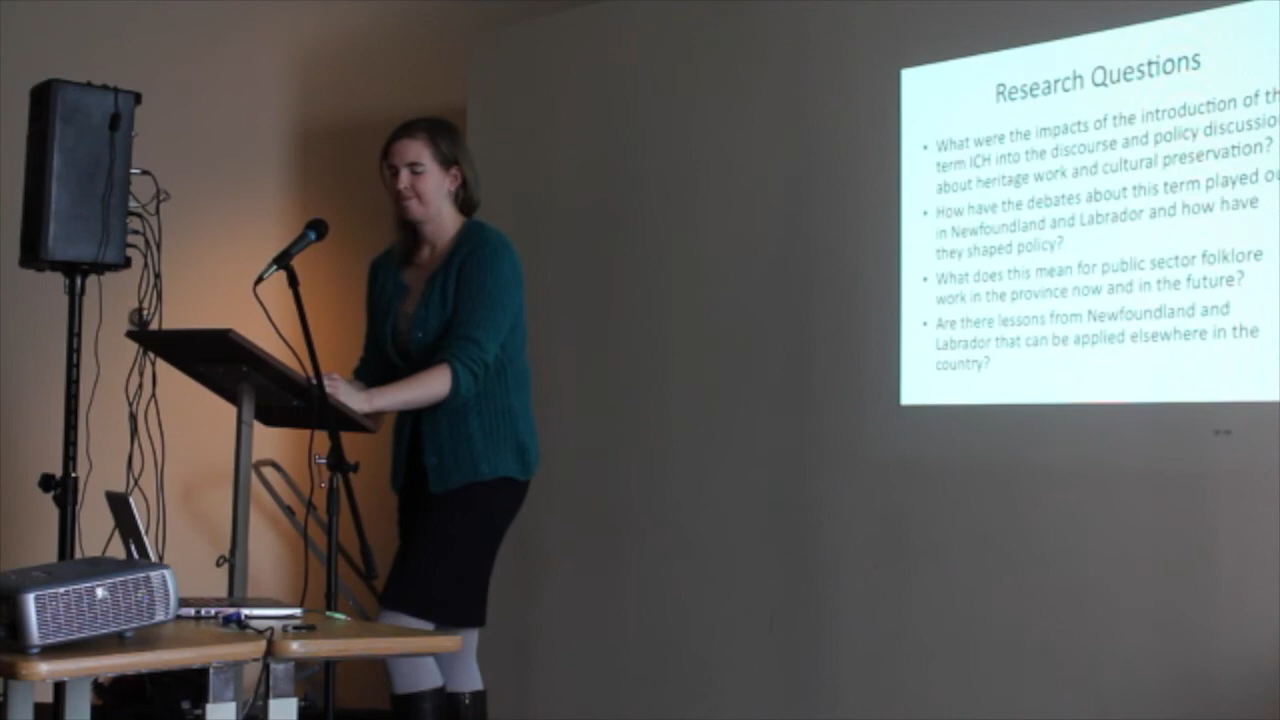 Research Questions
• What were the impacts of the introduction of th
term ICH into the discourse and policy discussio
about heritage work and cultural preservation?
• How have the debates about this term played ou
in Newfoundland and Labrador and how have
they shaped policy?
• What does this mean for public sector folklore
work in the province now and in the future?
• Are there lessons from Newfoundland and
Labrador that can be applied elsewhere in the
country?